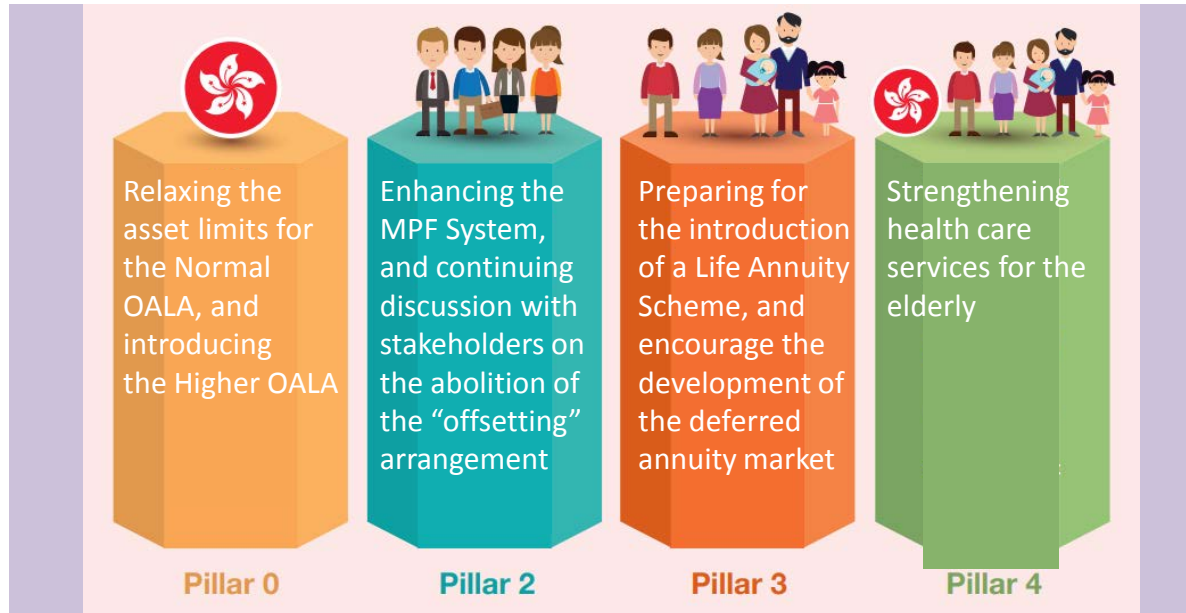 Relaxing the
asset limits for
the Normal
OALA, and
introducing
the Higher OALA
Enhancing the
MPF System,
and continuing
discussion with
stakeholders on
the abolition of
the “offsetting”
arrangement
Preparing for
the introduction
of a Life Annuity
Scheme, and
encourage the
development of
the deferred
annuity market
Strengthening
health care
services for the
elderly
Pillar 0
Pillar 2
Pillar 3
Pillar 4